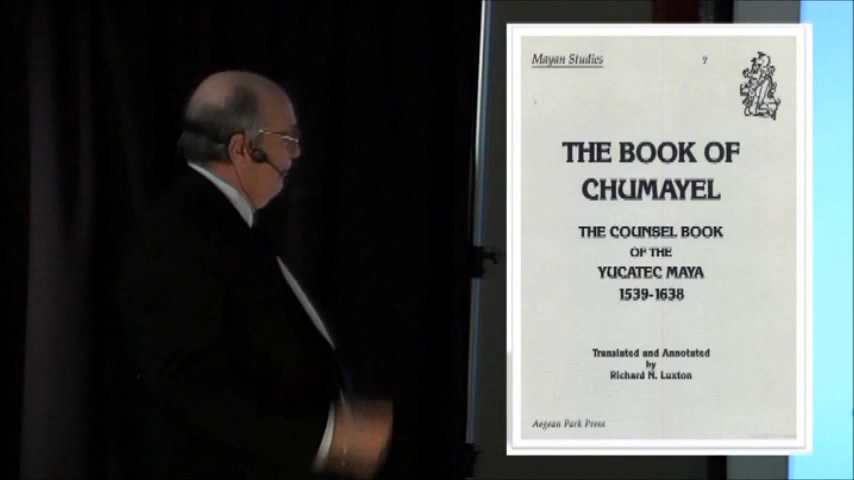 Mayan Studies 7
THE BOOK OF
CHUMAYEL
THE COUNSEL BOOK
OF THE
YUCATEC MAYA
1539-1638
Translated and Annotated
by
Richard N. Luxton
Aegean Park Press